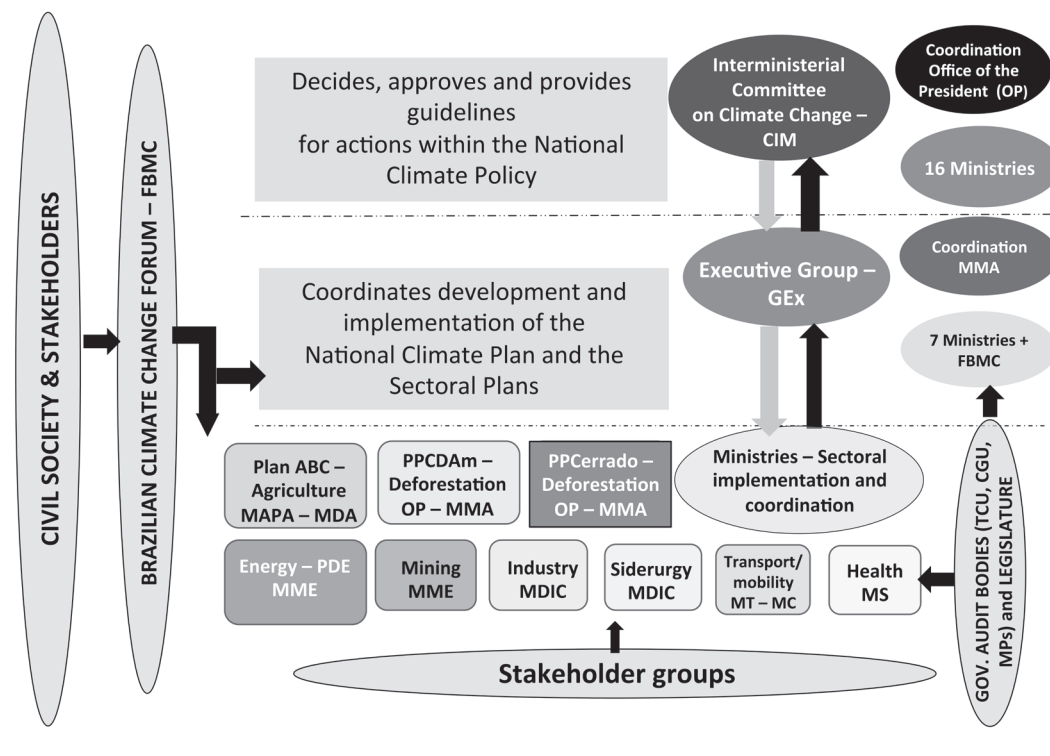 CIVIL SOCIETY & STAKEHOLDERS
BRAZILIAN CLIMATE CHANGE FORUM – FBMC
Decides, approves and provides
guidelines
for actions within the National
Climate Policy
Interministerial
Committee
on Climate Change –
CIM
Coordination
Office of the
President (OP)
16 Ministries
Coordinates development and
implementation of the
National Climate Plan and the
Sectoral Plans
Executive Group –
GEx
Coordination
MMA
7 Ministries +
FBMC
Plan ABC –
Agriculture
MAPA – MDA
PPCDAm –
Deforestation
OP – MMA
PPCerrado –
Deforestation
OP – MMA
Ministries – Sectoral
implementation and
coordination
Energy – PDE
MME
Mining
MME
Industry
MDIC
Siderurgy
MDIC
Transport/
mobility
MT – MC
Health
MS
GOV. AUDIT BODIES (TCU, CGU,
MPs) and LEGISLATURE
Stakeholder groups